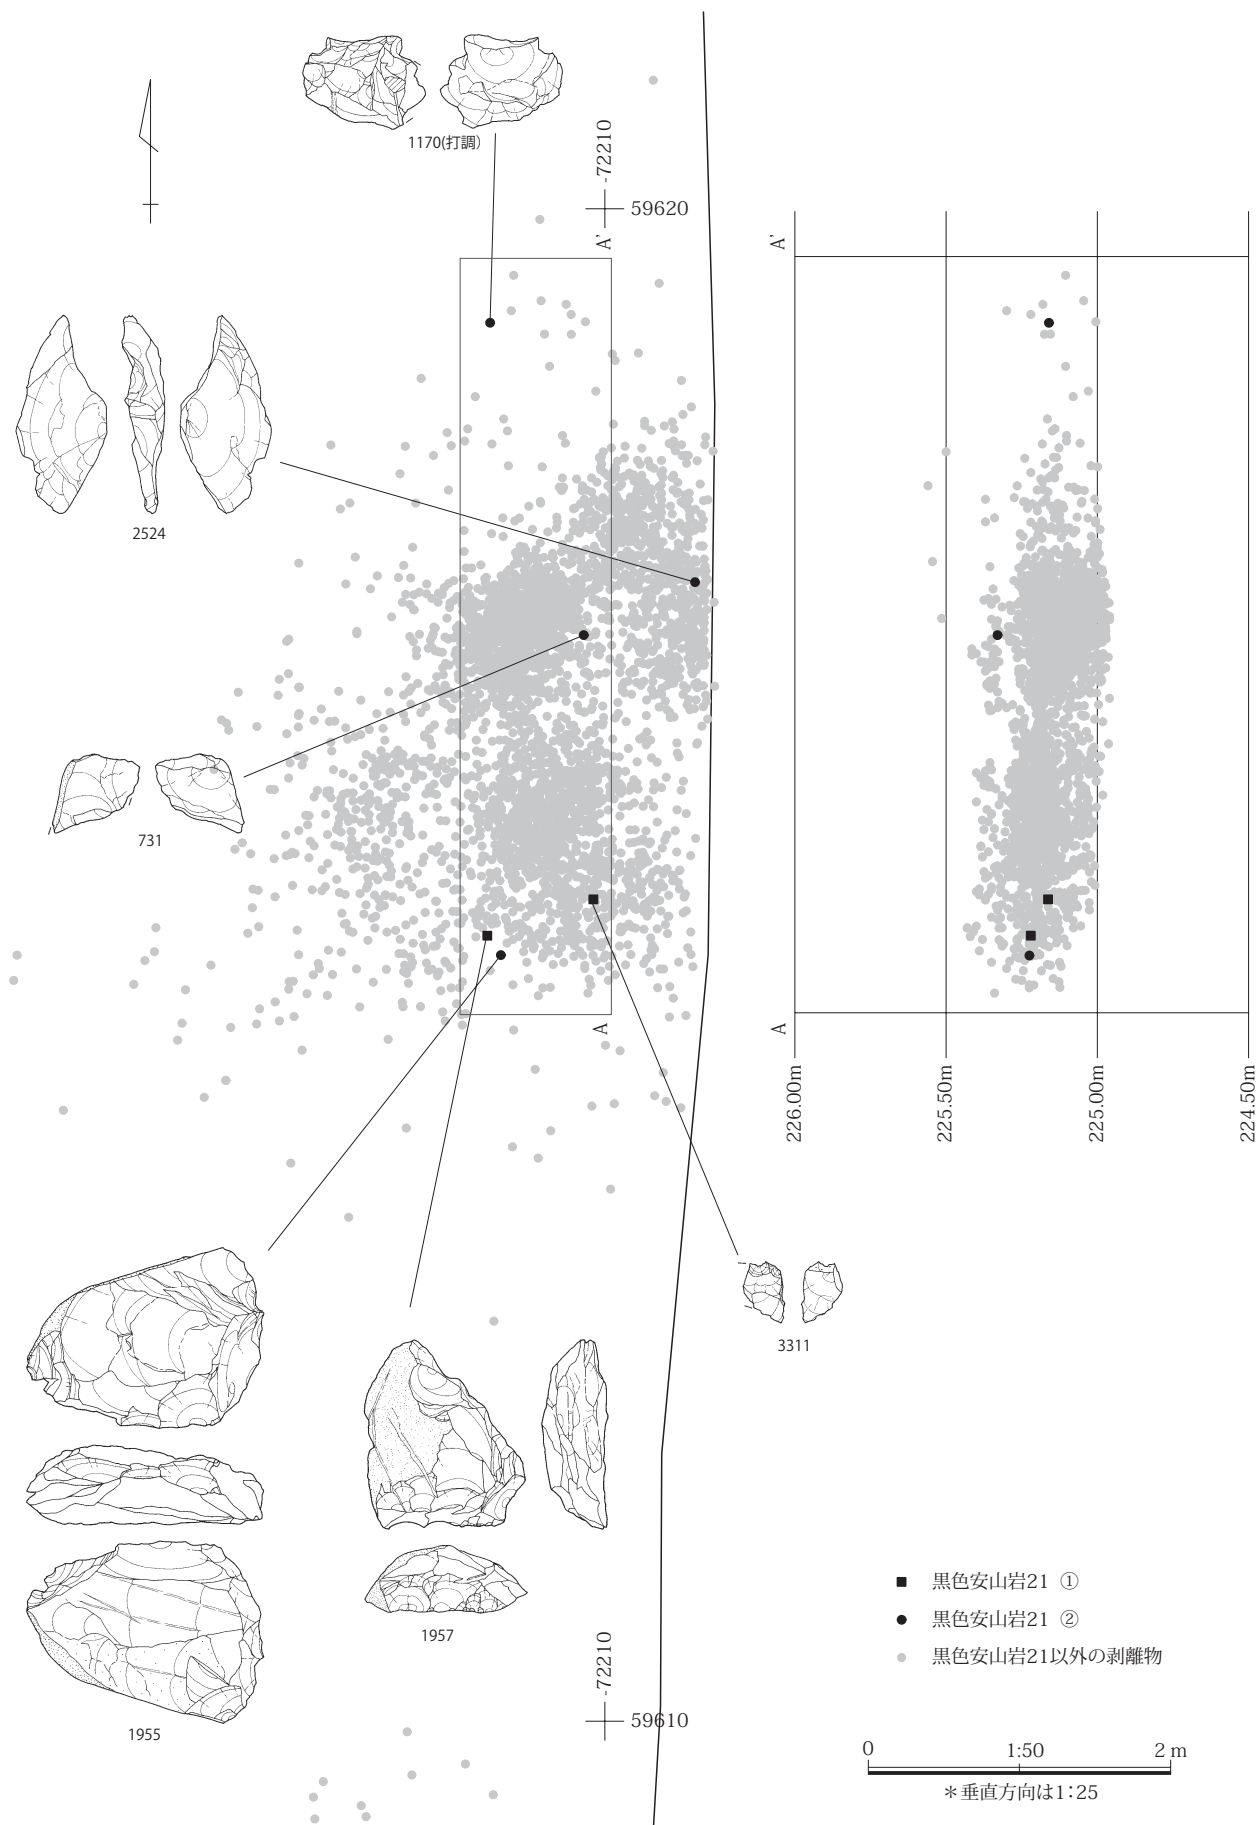 1170(打調)
-72210
59620
A'
A'
2524
731
A
A
226.00m
225.50m
225.00m
224.50m
3311
1957
1955
-72210
59610
■ 黒色安山岩21 ①
● 黒色安山岩21 ②
● 黒色安山岩21以外の剥離物
0 1:50 2 m
＊垂直方向は1:25